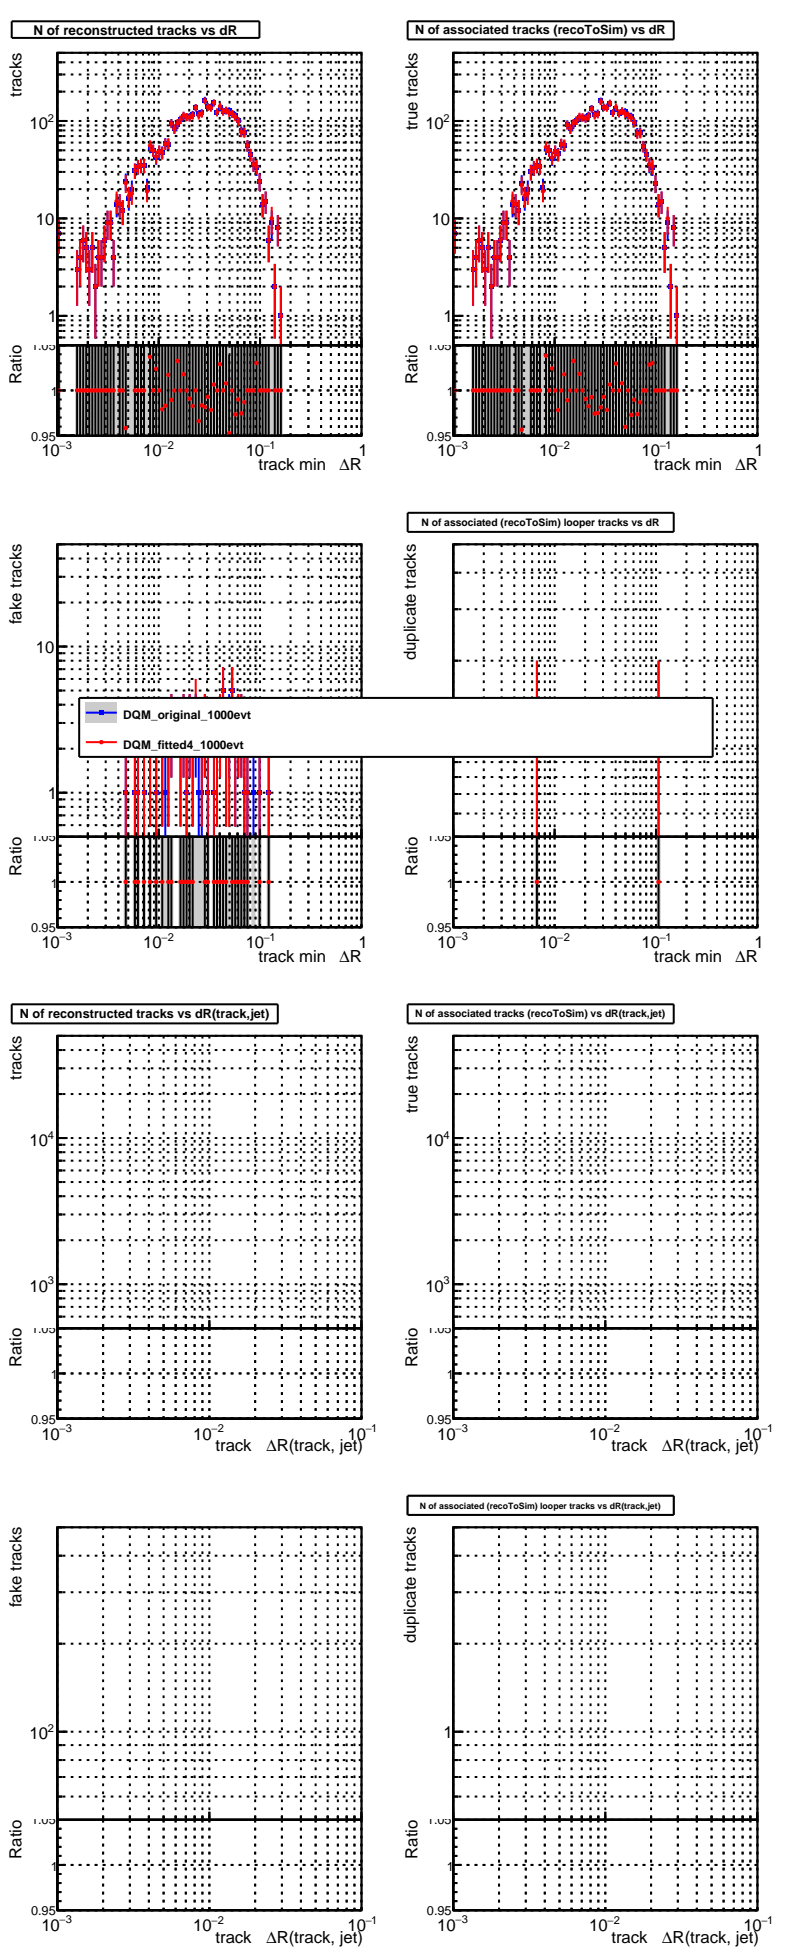 N of reconstructed tracks vs dR
tracks
10²
10
1
1.05
Ratio
1
0.95
10⁻³
10⁻²
10⁻¹
1
track min ΔR
N of associated tracks (recoToSim) vs dR
true tracks
10²
10
1
1.05
Ratio
1
0.95
10⁻³
10⁻²
10⁻¹
1
track min ΔR
fake tracks
10
1
1.05
Ratio
1
0.95
10⁻³
10⁻²
10⁻¹
1
track min ΔR
N of associated (recoToSim) looper tracks vs dR
duplicate tracks
1.05
Ratio
1
0.95
10⁻³
10⁻²
10⁻¹
1
track min ΔR
DQM_original_1000evt
DQM_fitted4_1000evt
N of reconstructed tracks vs dR(track,jet)
tracks
10⁴
10³
1.05
Ratio
1
0.95
10⁻³
10⁻²
10⁻¹
track ΔR(track, jet)
N of associated tracks (recoToSim) vs dR(track,jet)
true tracks
10⁴
10³
1.05
Ratio
1
0.95
10⁻³
10⁻²
10⁻¹
track ΔR(track, jet)
fake tracks
10²
1.05
Ratio
1
0.95
10⁻³
10⁻²
10⁻¹
track ΔR(track, jet)
N of associated (recoToSim) looper tracks vs dR(track,jet)
duplicate tracks
1
1.05
Ratio
1
0.95
10⁻³
10⁻²
10⁻¹
track ΔR(track, jet)